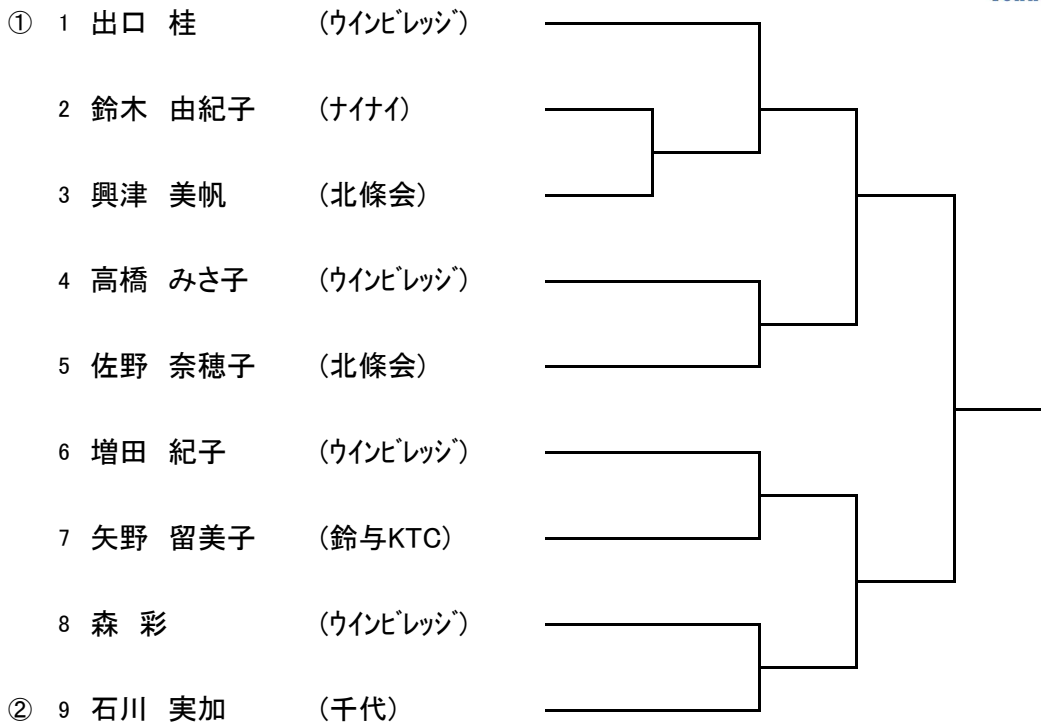 ① 1 出口 桂 (ウインビレッジ)
2 鈴木 由紀子 (ナイナイ)
3 興津 美帆 (北條会)
4 高橋 みさ子 (ウインビレッジ)
5 佐野 奈穂子 (北條会)
6 増田 紀子 (ウインビレッジ)
7 矢野 留美子 (鈴与KTC)
8 森 彩 (ウインビレッジ)
② 9 石川 実加 (千代)